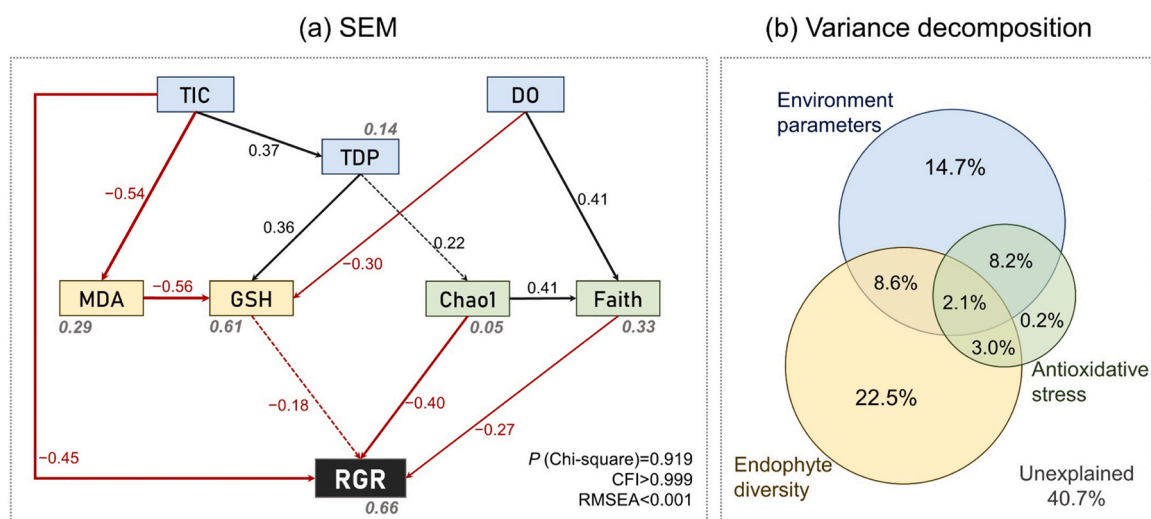 (a) SEM
(b) Variance decomposition
TIC
DO
0.14
TDP
0.37
−0.54
0.36
0.41
0.22
−0.30
MDA
−0.56
GSH
Chao1
0.41
Faith
0.29
0.61
0.05
0.33
−0.18
−0.40
−0.27
−0.45
RGR
0.66
P (Chi-square)=0.919
CFI>0.999
RMSEA<0.001
Environment
parameters
14.7%
8.2%
8.6%
2.1%
0.2%
3.0%
Antioxidative
stress
22.5%
Endophyte
diversity
Unexplained
40.7%